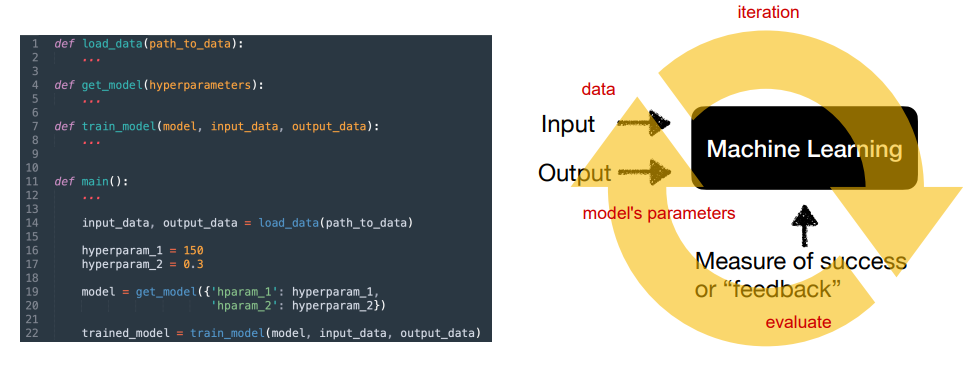 1 def load_data(path_to_data):
2 ...
3
4 def get_model(hyperparameters):
5 ...
6
7 def train_model(model, input_data, output_data):
8 ...
9
10
11 def main():
12 ...
13
14 input_data, output_data = load_data(path_to_data)
15
16 hyperparam_1 = 150
17 hyperparam_2 = 0.3
18
19 model = get_model({'hparam_1': hyperparam_1,
20 'hparam_2': hyperparam_2})
21
22 trained_model = train_model(model, input_data, output_data)
iteration
data
Input
Machine Learning
Output
model's parameters
Measure of success
or “feedback”
evaluate